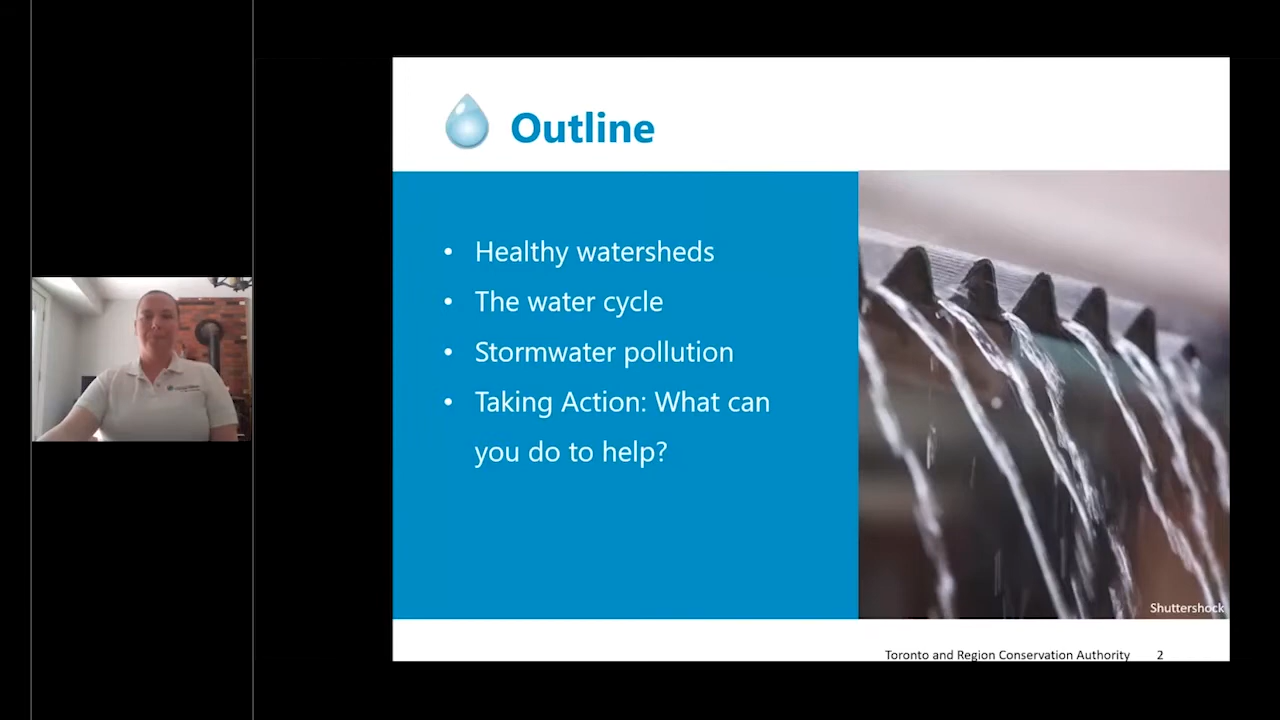 Outline
• Healthy watersheds
• The water cycle
• Stormwater pollution
• Taking Action: What can
you do to help?
Shuttershock
Toronto and Region Conservation Authority 2